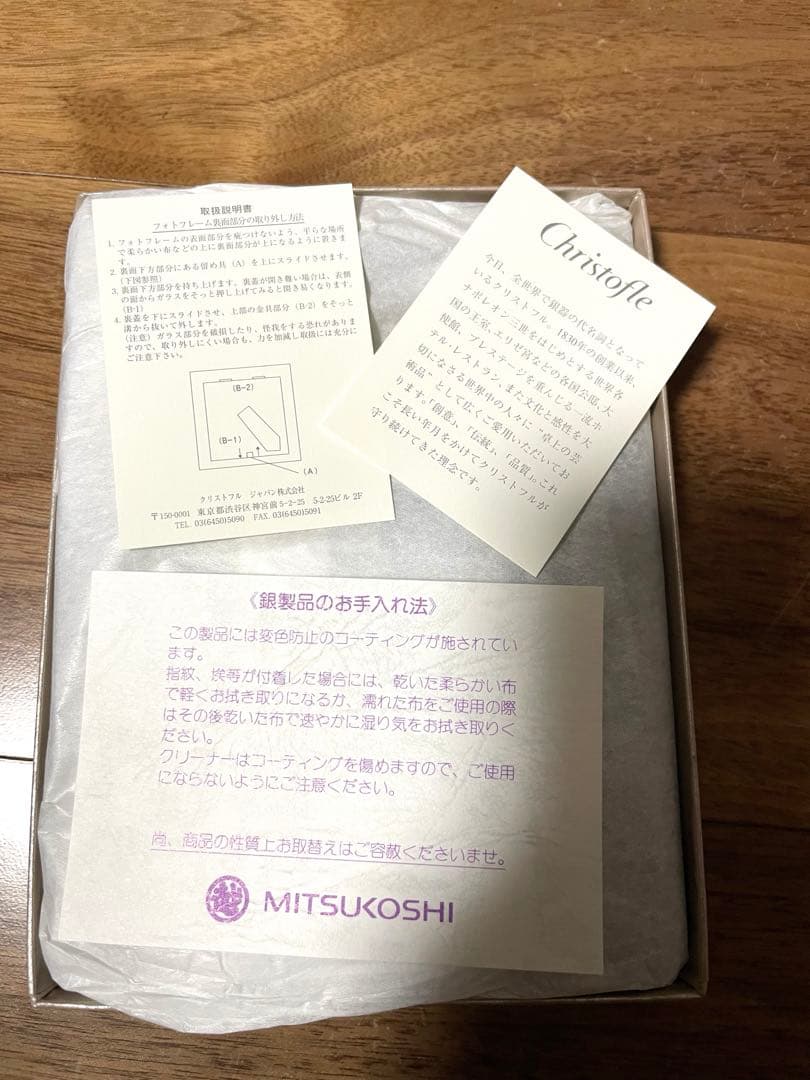 取扱説明書
フォトフレーム裏面部分の取り外し方法
1. フォトフレームの表面部分を疵つけないよう、平らな場所
で柔らかい布などの上に裏面部分が上になるように置きま
す。
2. 裏面下方部分にある留め具（A）を上にスライドさせます。
（下図参照）
3. 裏面下方部分を持ち上げます。裏蓋が開き難い場合は、表側
の面からガラスをそっと押し上げてみると開き易くなります。
(B-1)
4. 裏蓋を下にスライドさせ、上部の金具部分（B-2）をそっと
溝から抜いて外します。
（注意）ガラス部分を破損したり、怪我をする恐れがありま
すので、取り外しにくい場合も、力を加減し取扱には充分に
ご注意下さい。
(B-2)
(B-1)
(A)
クリストフル ジャパン株式会社
〒150-0001 東京都渋谷区神宮前5-2-25 5-2-25ビル 2F
TEL. 03(645)5090 FAX. 03(645)5091
Christofle
今日、全世界で銀器の代名詞となって
いるクリストフル。1830年の創業以来、
ナポレオン三世をはじめとする世界各
国の王室、エリゼ宮などの各国公邸、大
使館、プレステージを重んじる一流ホ
テル・レストラン、また文化と感性を大
切になさる世界中の人々に“卓上の芸
術品”として広くご愛用いただいてお
ります。「創意」、「伝統」、「品質」。これ
こそ長い年月をかけてクリストフルが
守り続けてきた理念です。
《銀製品のお手入れ法》
この製品には変色防止のコーティングが施されてい
ます。
指紋、埃等が付着した場合には、乾いた柔らかい布
で軽くお拭き取りになるか、濡れた布をご使用の際
はその後乾いた布で速やかに湿り気をお拭き取りく
ださい。
クリーナーはコーティングを傷めますので、ご使用
にならないようにご注意ください。
尚、商品の性質上お取替えはご容赦くださいませ。
MITSUKOSHI